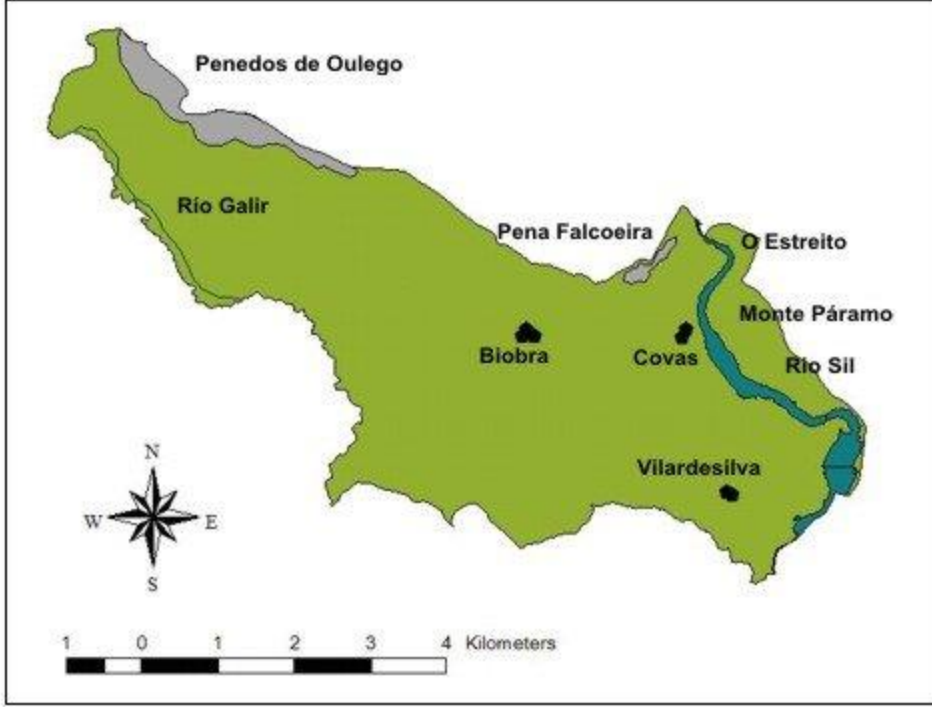 Penedos de Oulego
Río Galir
Pena Falcoeira
O Estreito
Monte Páramo
Biobra
Covas
Río Sil
Vilardesilva
N
W E
S
1 0 1 2 3 4 Kilometers